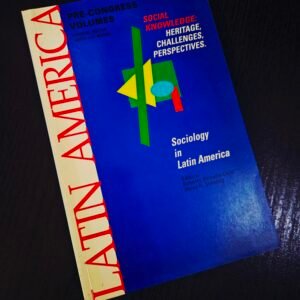 LATIN AMERICA
PRE-CONGRESS
VOLUMES
SOCIAL
KNOWLEDGE:
HERITAGE,
CHALLENGES,
PERSPECTIVES.
Sociology
in
Latin America